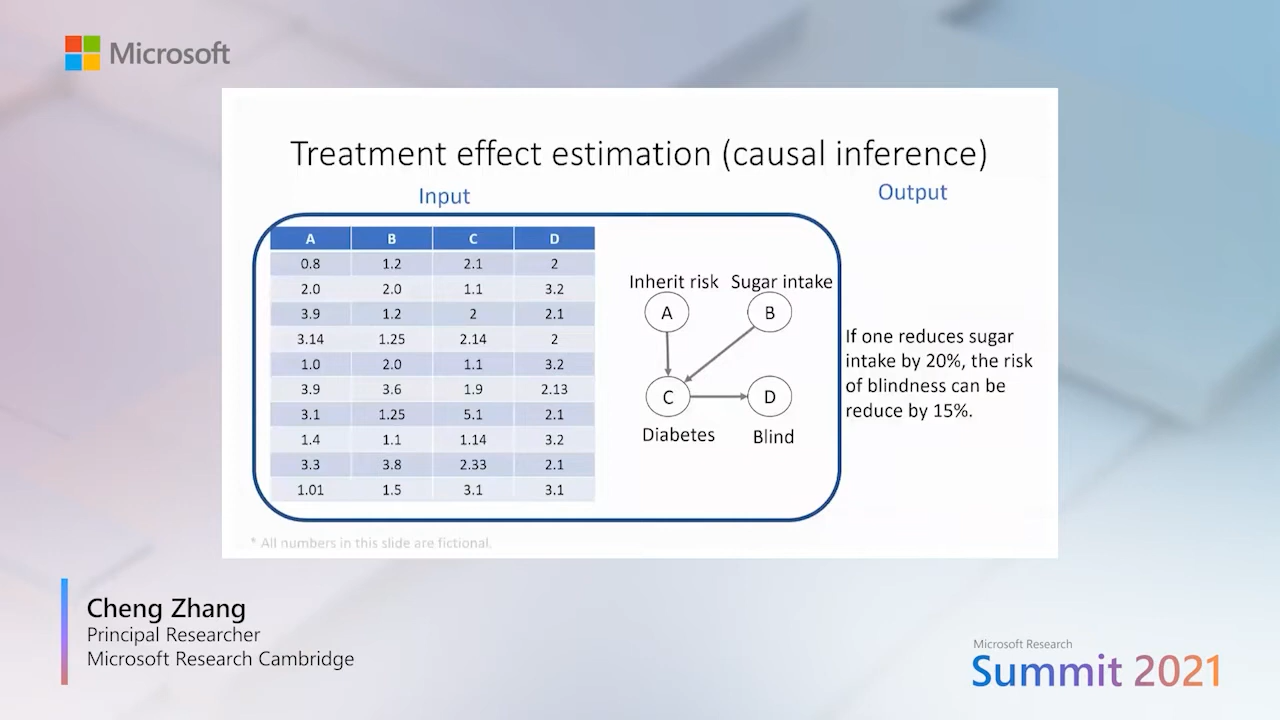 Microsoft
Treatment effect estimation (causal inference)
Input
Output
A B C D
0.8 1.2 2.1 2
2.0 2.0 1.1 3.2
3.9 1.2 2 2.1
3.14 1.25 2.14 2
1.0 2.0 1.1 3.2
3.9 3.6 1.9 2.13
3.1 1.25 5.1 2.1
1.4 1.1 1.14 3.2
3.3 3.8 2.33 2.1
1.01 1.5 3.1 3.1
Inherit risk Sugar intake
A B
C D
Diabetes Blind
If one reduces sugar
intake by 20%, the risk
of blindness can be
reduce by 15%.
* All numbers in this slide are fictional.
Cheng Zhang
Principal Researcher
Microsoft Research Cambridge
Microsoft Research
Summit 2021